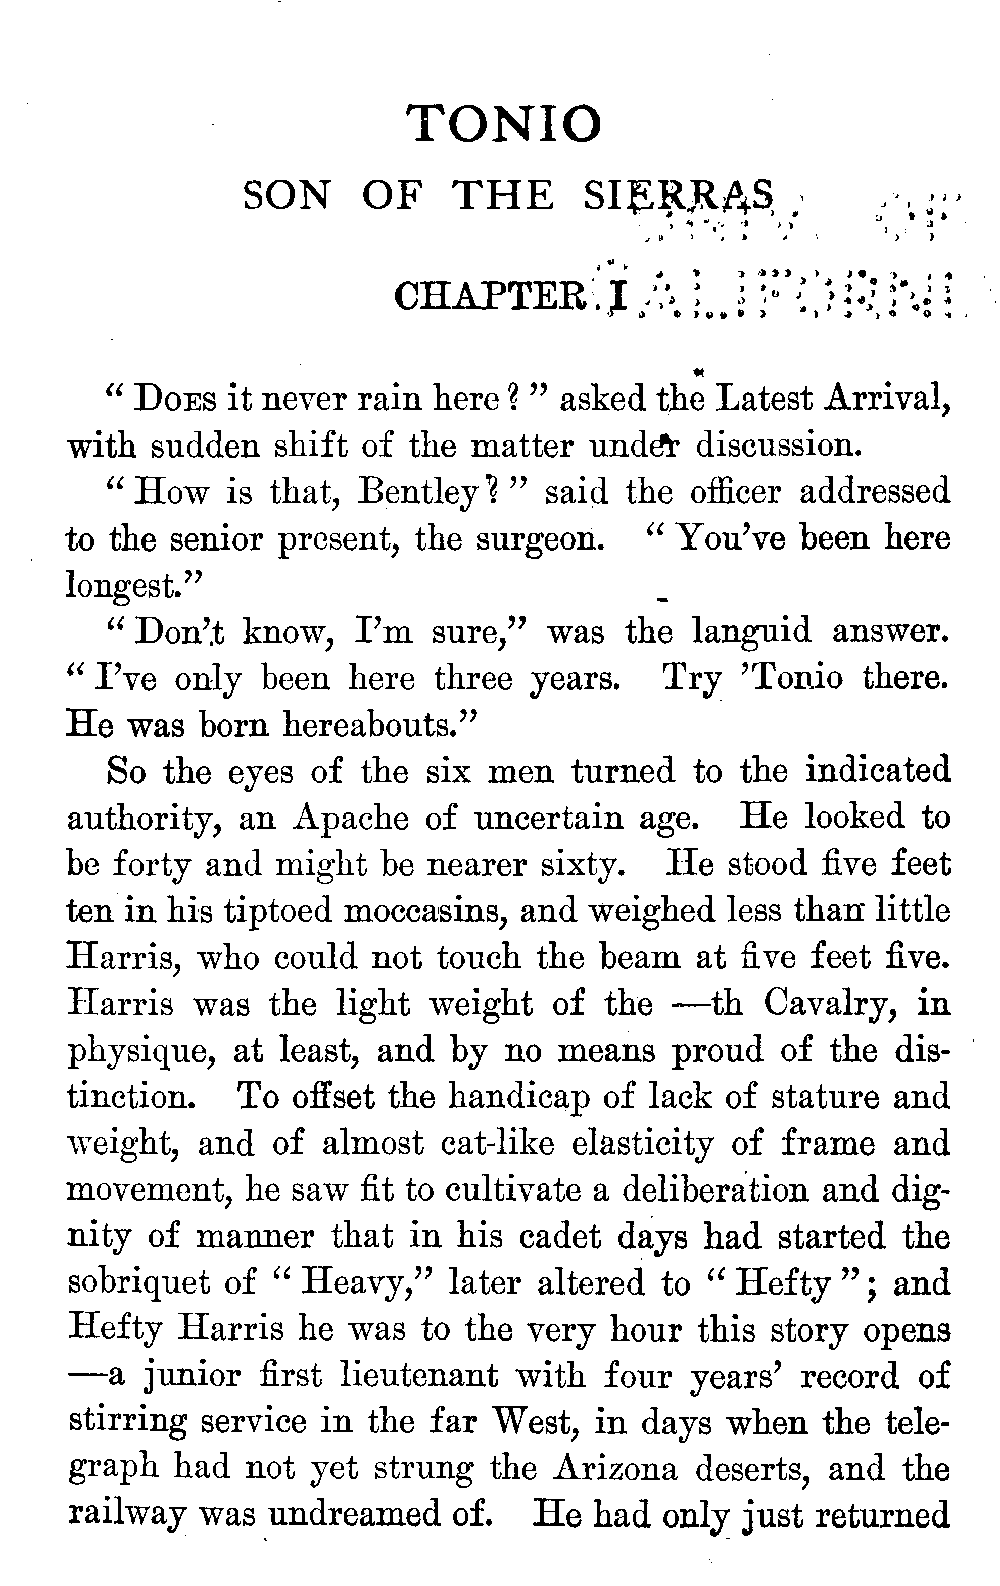 TONIO
SON OF THE SIERRAS
CHAPTER I
"Does it never rain here?" asked the Latest Arrival,
with sudden shift of the matter under discussion.
"How is that, Bentley?" said the officer addressed
to the senior present, the surgeon. "You've been here
longest."
"Don't know, I'm sure," was the languid answer.
"I've only been here three years. Try 'Tonio there.
He was born hereabouts."
So the eyes of the six men turned to the indicated
authority, an Apache of uncertain age. He looked to
be forty and might be nearer sixty. He stood five feet
ten in his tiptoed moccasins, and weighed less than little
Harris, who could not touch the beam at five feet five.
Harris was the light weight of the —th Cavalry, in
physique, at least, and by no means proud of the dis-
tinction. To offset the handicap of lack of stature and
weight, and of almost cat-like elasticity of frame and
movement, he saw fit to cultivate a deliberation and dig-
nity of manner that in his cadet days had started the
sobriquet of "Heavy," later altered to "Hefty"; and
Hefty Harris he was to the very hour this story opens
—a junior first lieutenant with four years' record of
stirring service in the far West, in days when the tele-
graph had not yet strung the Arizona deserts, and the
railway was undreamed of. He had only just returned